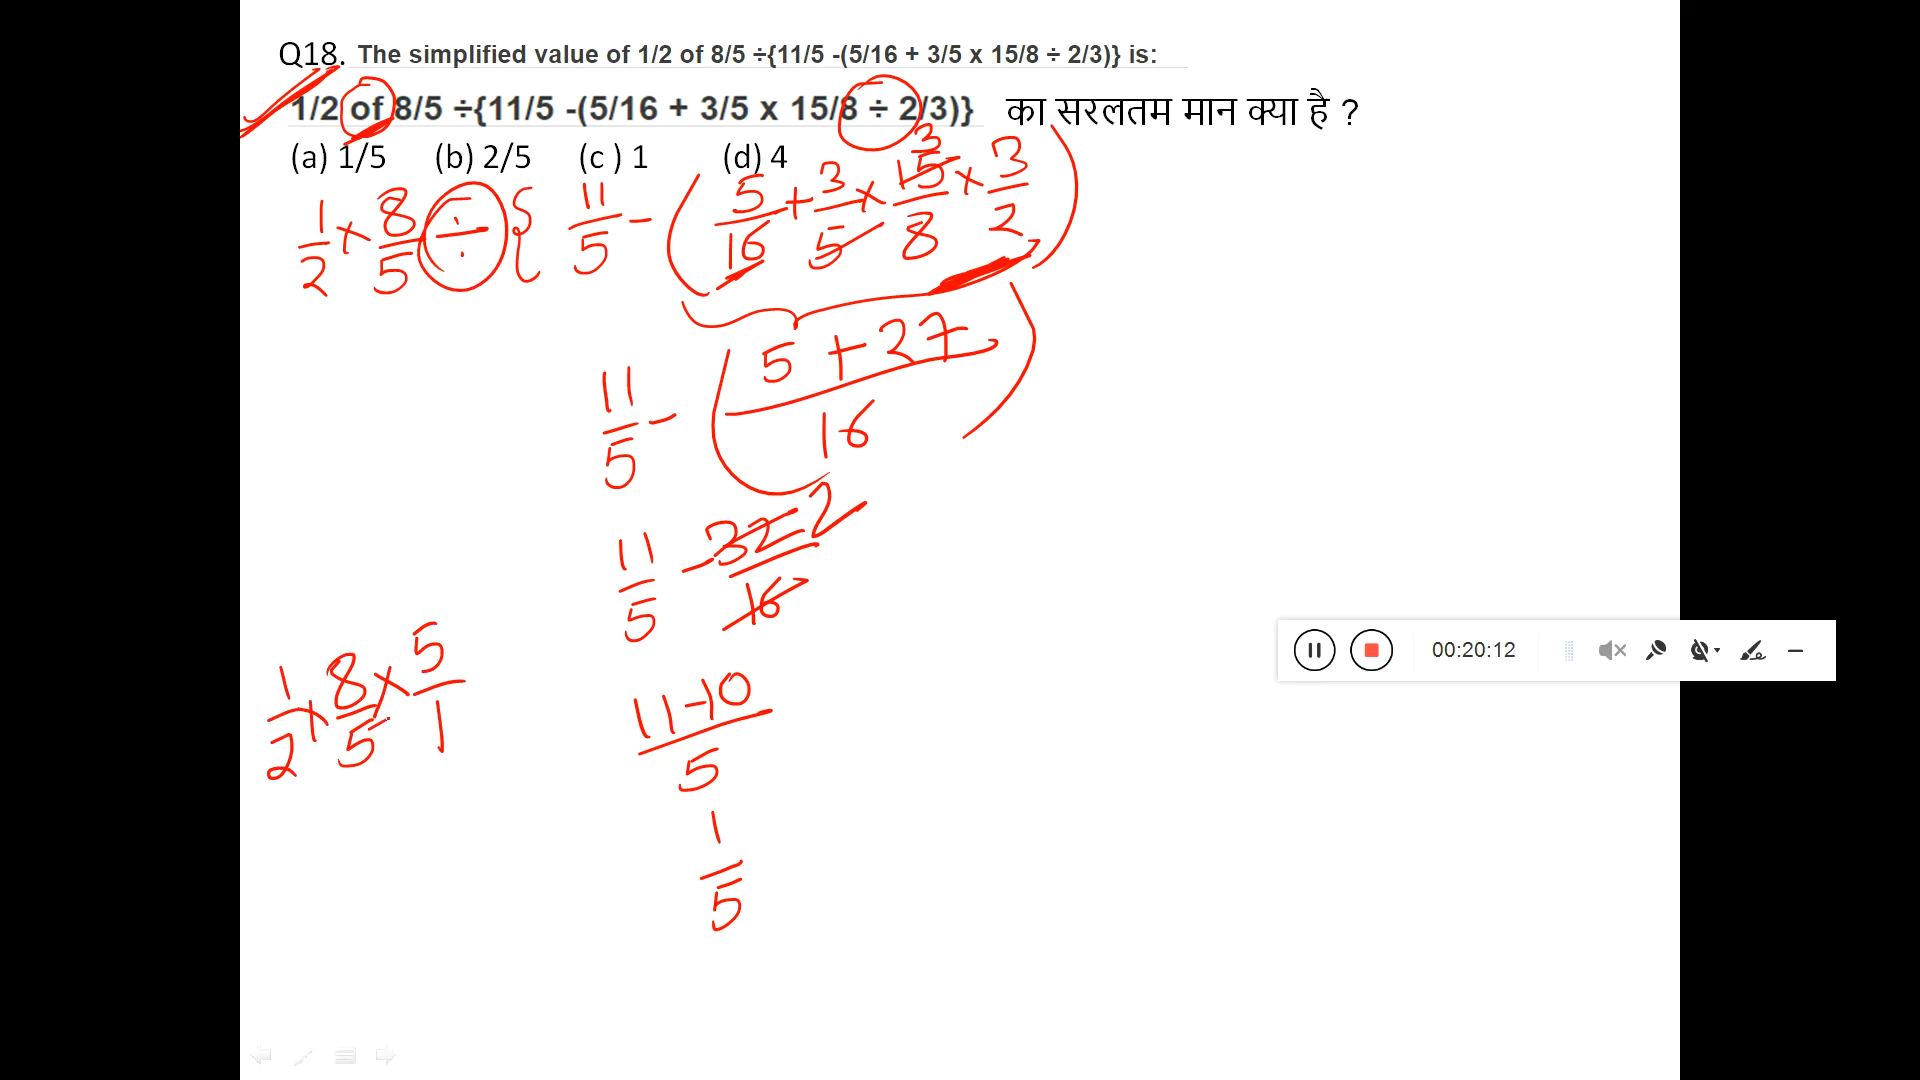 Q18. The simplified value of 1/2 of 8/5 ÷{11/5 -(5/16 + 3/5 x 15/8 ÷ 2/3)} is:
1/2 of 8/5 ÷{11/5 -(5/16 + 3/5 x 15/8 ÷ 2/3)} का सरलतम मान क्या है ?
(a) 1/5 (b) 2/5 (c ) 1 (d) 4
1/2 × 8/5 ÷ { 11/5 - ( 5/16 + 3/5 × 15/8 × 3/2 )
3
11/5 - ( 5 + 27 / 16 )
11/5 - 32/16 2
11-10 / 5
1/2 × 8/5 × 5/1
1/5
00:20:12